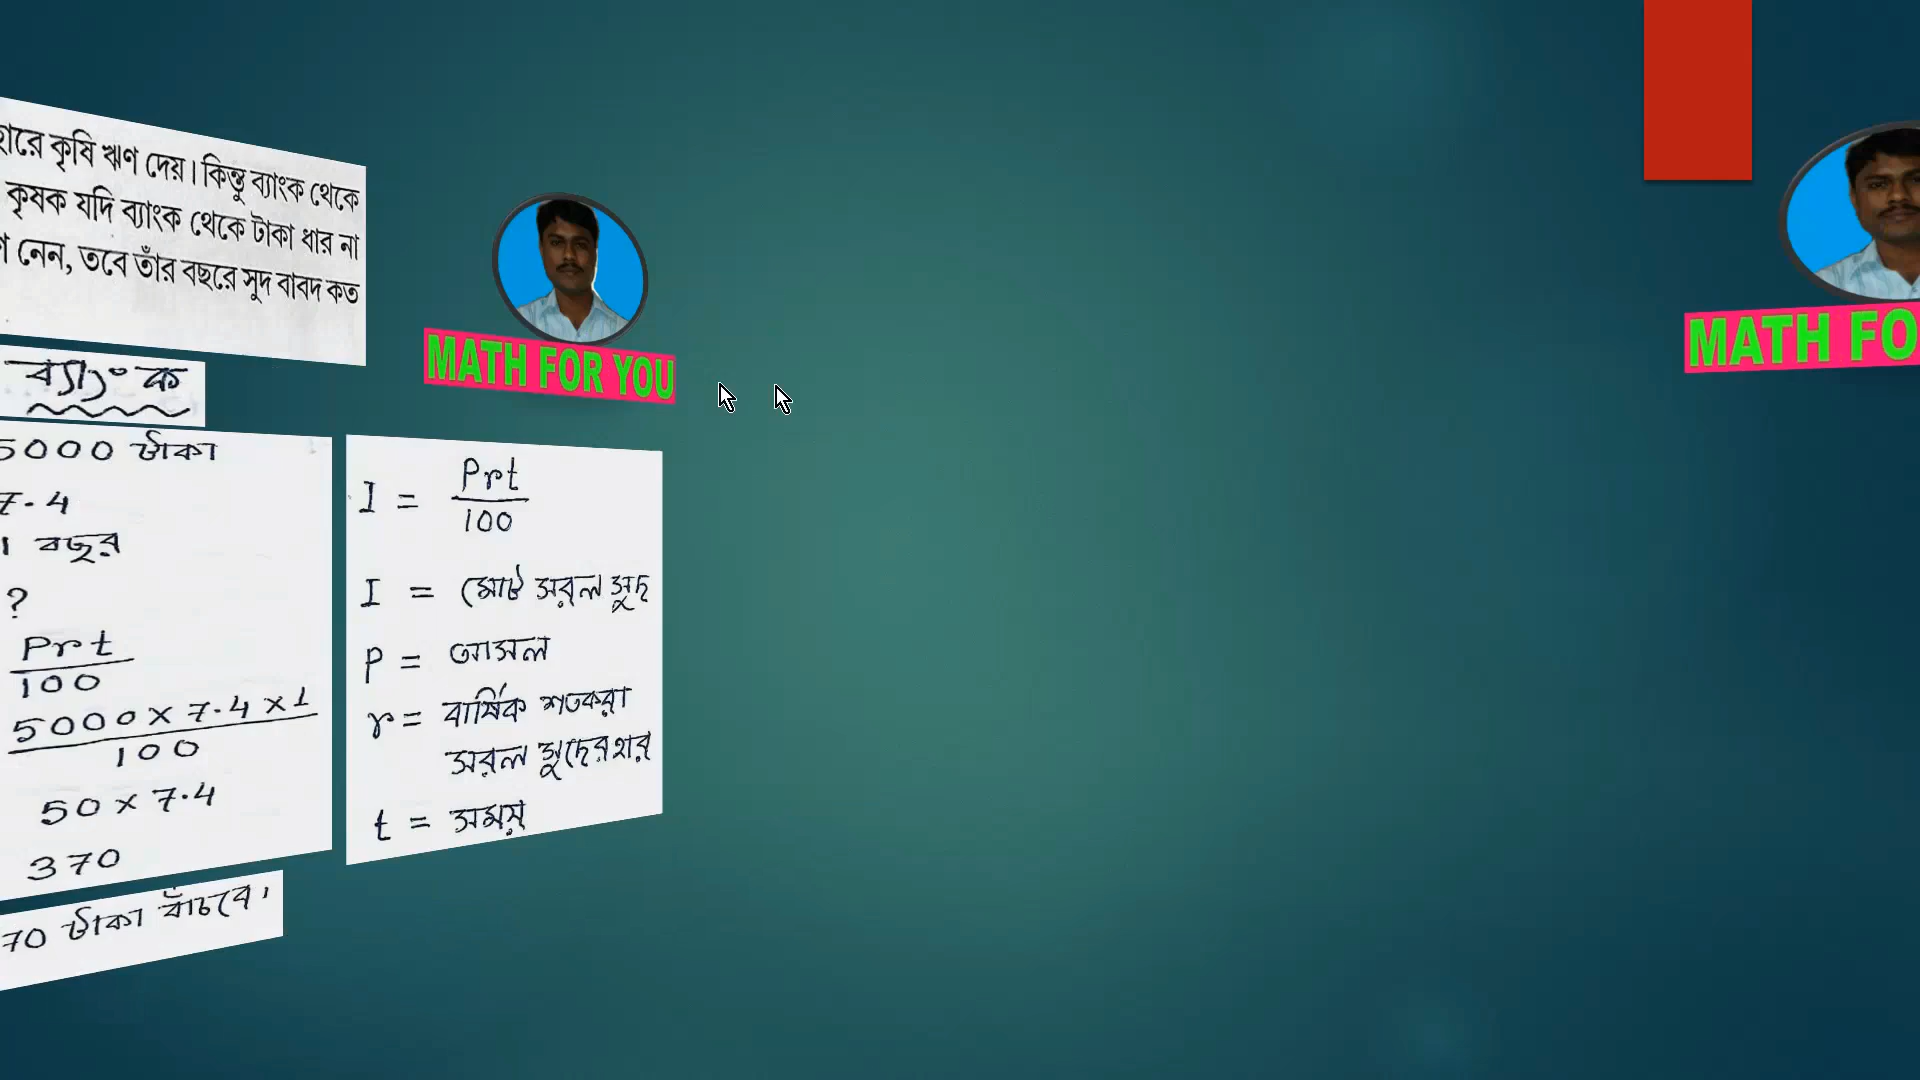 হারে কৃষি ঋণ দেয়। কিন্তু ব্যাংক থেকে
কৃষক যদি ব্যাংক থেকে টাকা ধার না
নেন, তবে তাঁর বছরে সুদ বাবদ কত
ব্যাংক
5000 টাকা
7.4
1 বছর
?
Prt
100
5000 × 7.4 × 1
100
50 × 7.4
370
70 টাকা বাঁচবে।
MATH FOR YOU
I = Prt
100
I = মোট সরল সুদ
P = আসল
r = বার্ষিক শতকরা
সরল সুদের হার
t = সময়
MATH FO